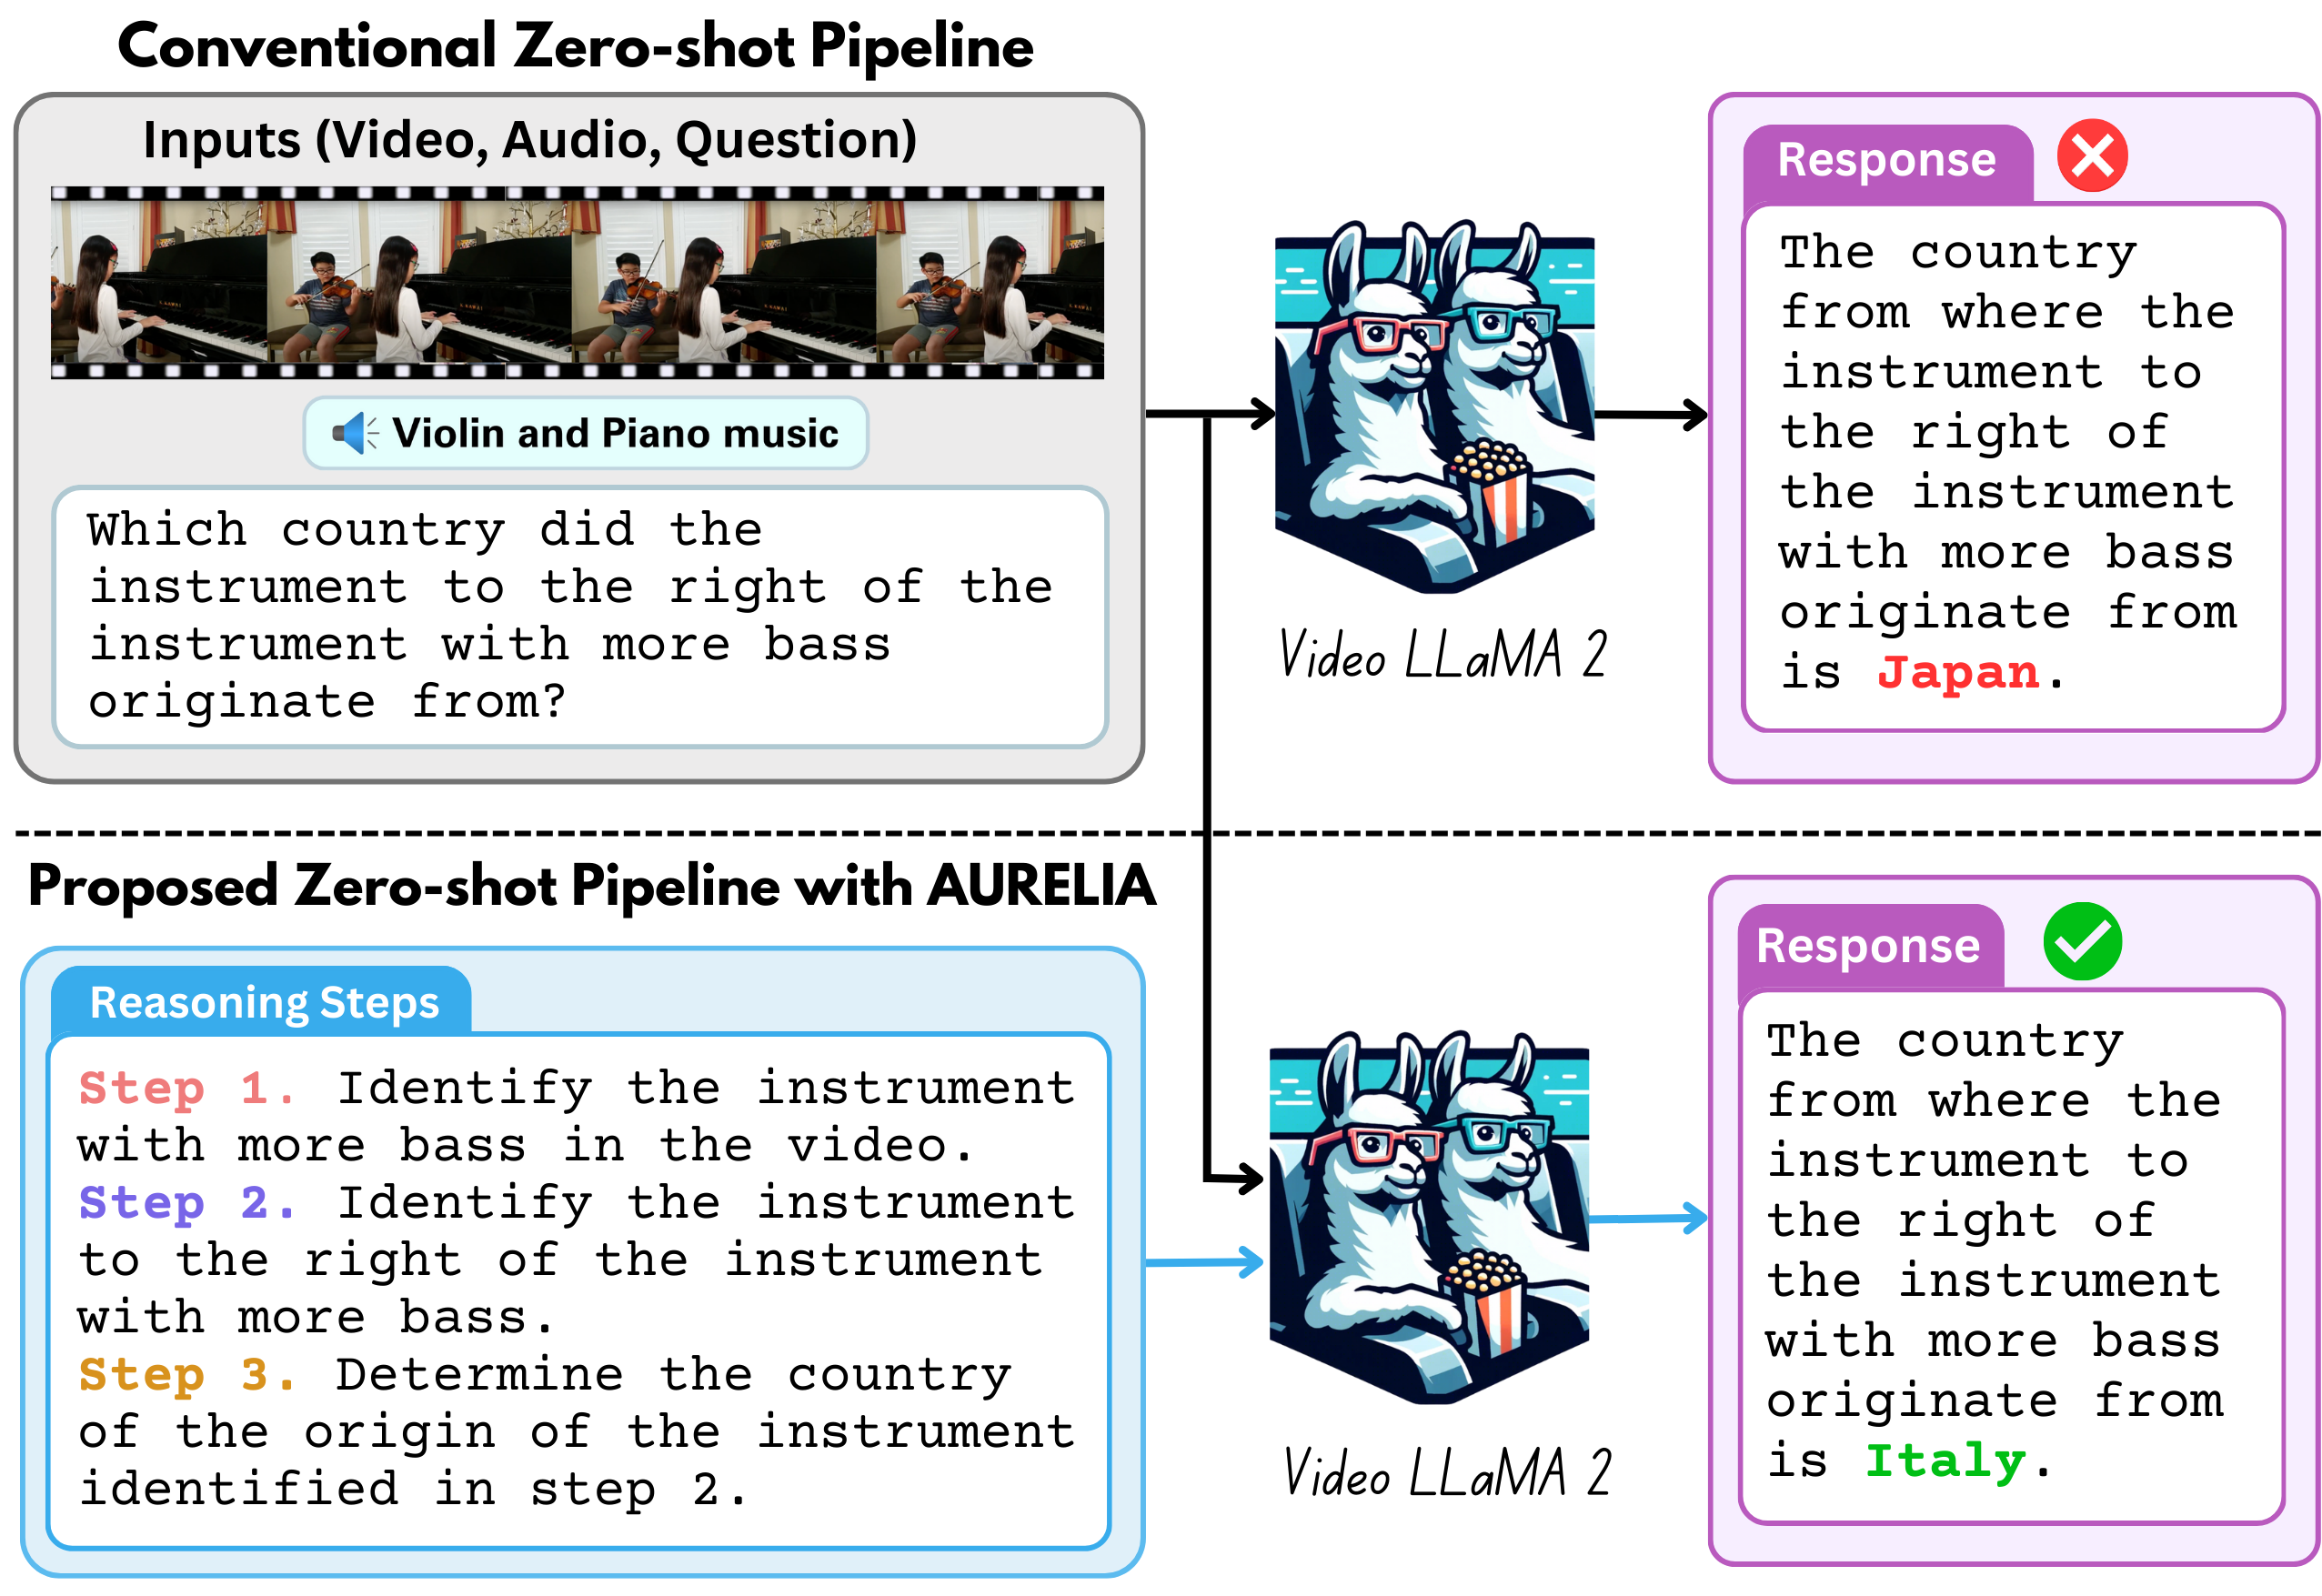 Conventional Zero-shot Pipeline
Inputs (Video, Audio, Question)
Violin and Piano music
Which country did the
instrument to the right of the
instrument with more bass
originate from?
Video LLaMA 2
Response
The country
from where the
instrument to
the right of
the instrument
with more bass
originate from
is Japan.
Proposed Zero-shot Pipeline with AURELIA
Reasoning Steps
Step 1. Identify the instrument
with more bass in the video.
Step 2. Identify the instrument
to the right of the instrument
with more bass.
Step 3. Determine the country
of the origin of the instrument
identified in step 2.
Video LLaMA 2
Response
The country
from where the
instrument to
the right of
the instrument
with more bass
originate from
is Italy.